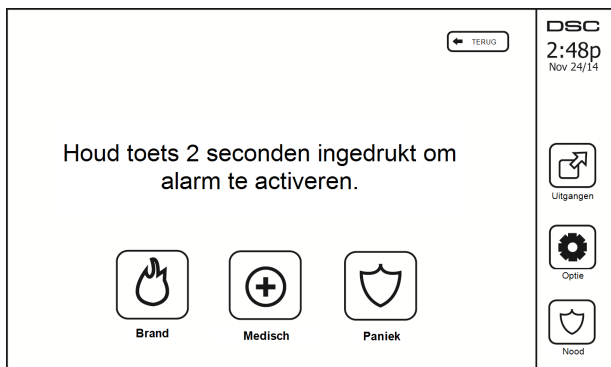 TERUG
Houd toets 2 seconden ingedrukt om
alarm te activeren.
Brand
Medisch
Paniek
DSC
2:48p
Nov 24/14
Uitgangen
Optie
Nood